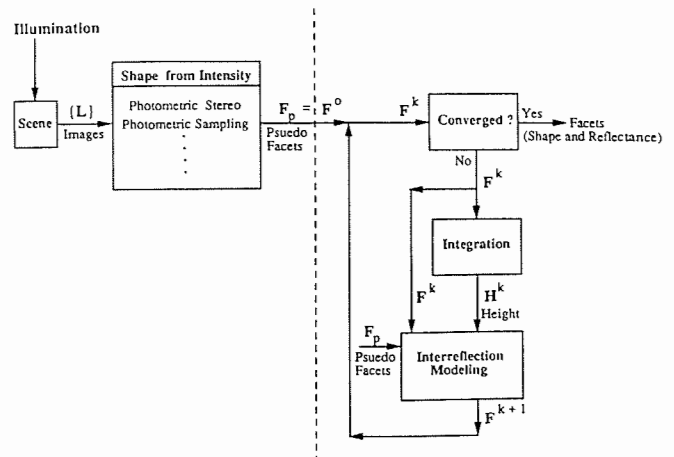 Illumination
Scene
{L}
Images
Shape from Intensity
Photometric Stereo
Photometric Sampling
F_p = F^o
Psuedo
Facets
F^k
Converged ?
Yes
Facets
(Shape and Reflectance)
No
F^k
Integration
F^k
H^k
Height
F_p
Psuedo
Facets
Interreflection
Modeling
F^{k + 1}